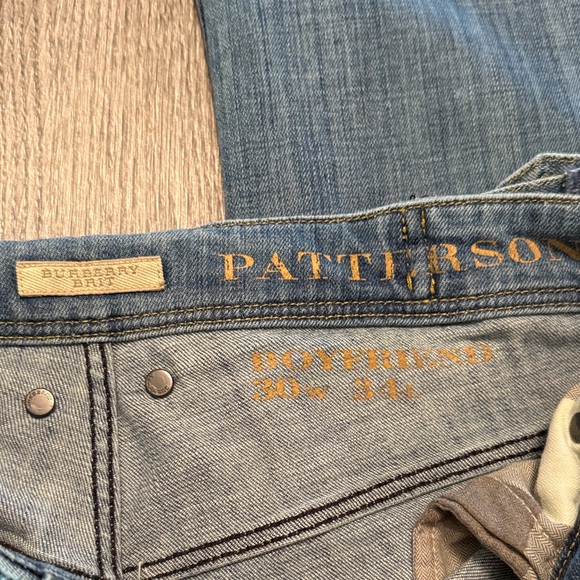 BURBERRY
BRIT
PATTERSON
BOYFRIEND
30W 34L